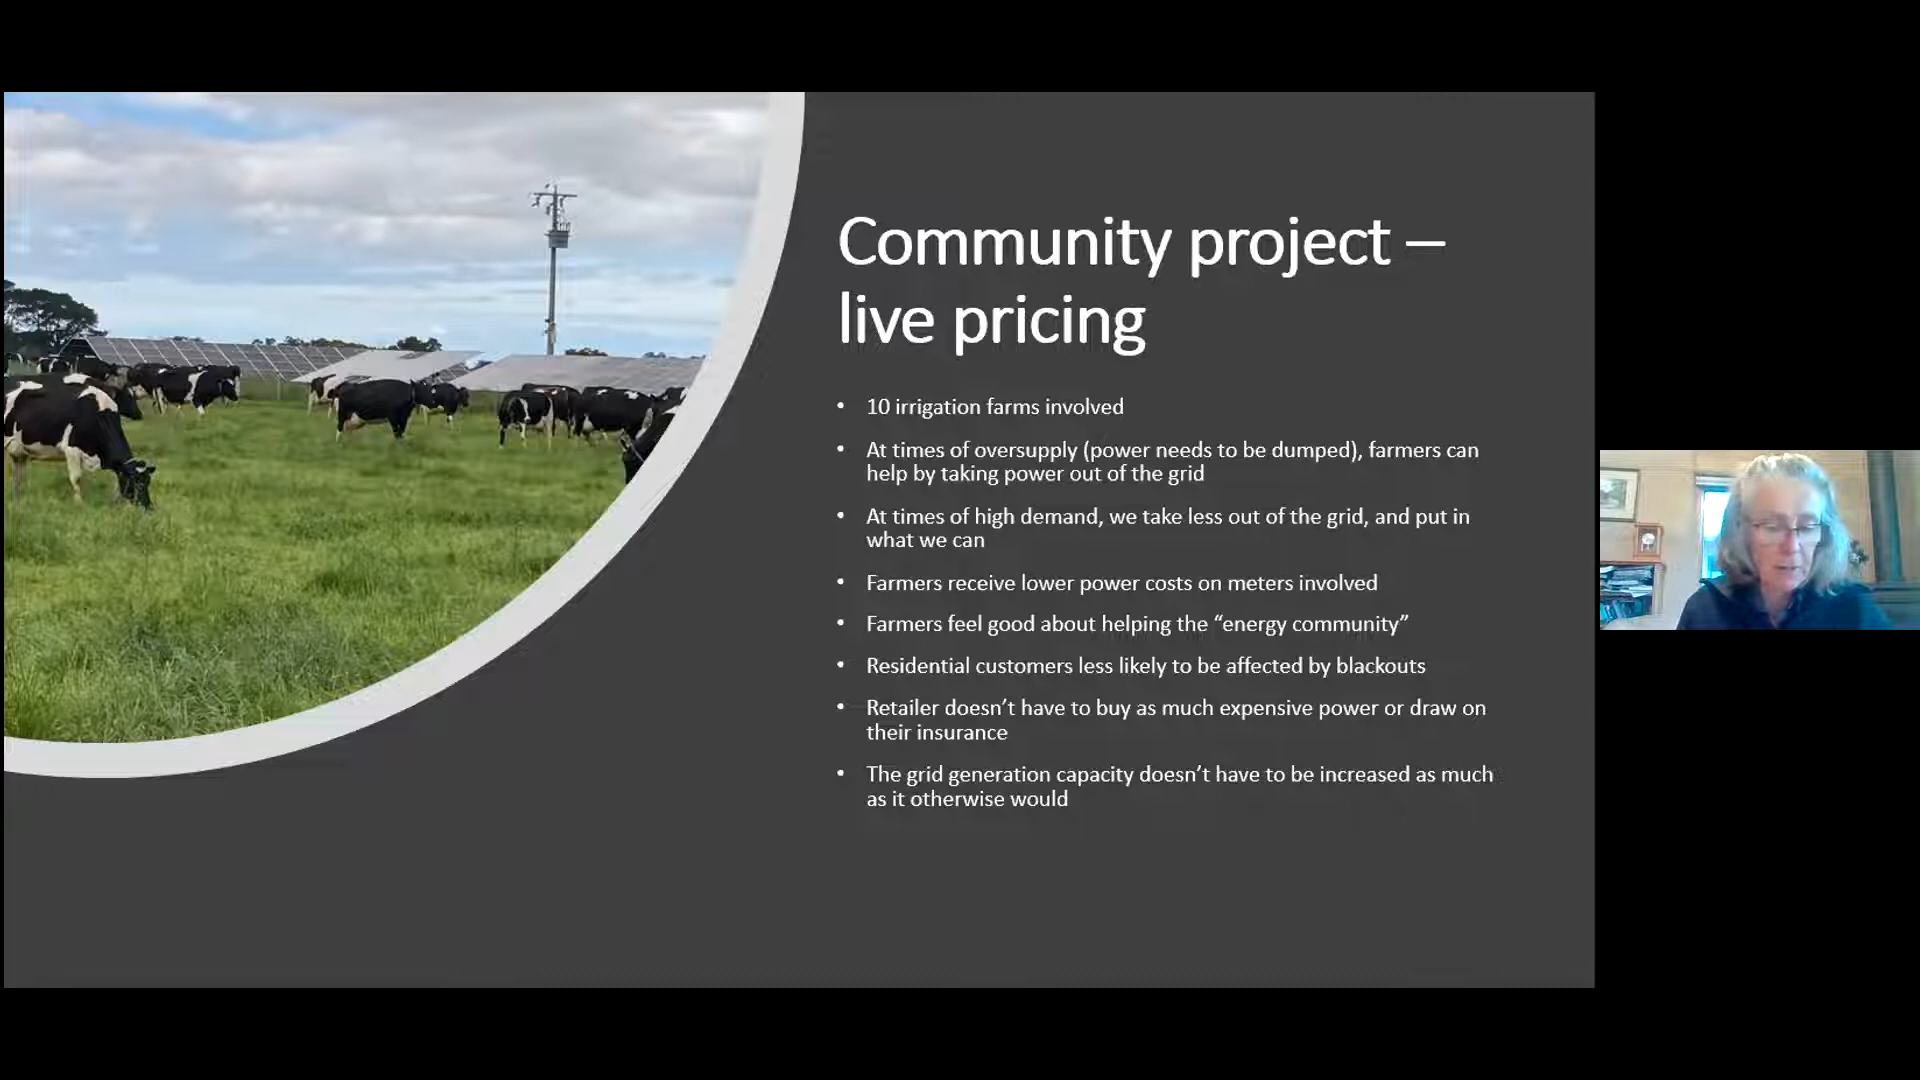 Community project –
live pricing
• 10 irrigation farms involved
• At times of oversupply (power needs to be dumped), farmers can
help by taking power out of the grid
• At times of high demand, we take less out of the grid, and put in
what we can
• Farmers receive lower power costs on meters involved
• Farmers feel good about helping the “energy community”
• Residential customers less likely to be affected by blackouts
• Retailer doesn’t have to buy as much expensive power or draw on
their insurance
• The grid generation capacity doesn’t have to be increased as much
as it otherwise would